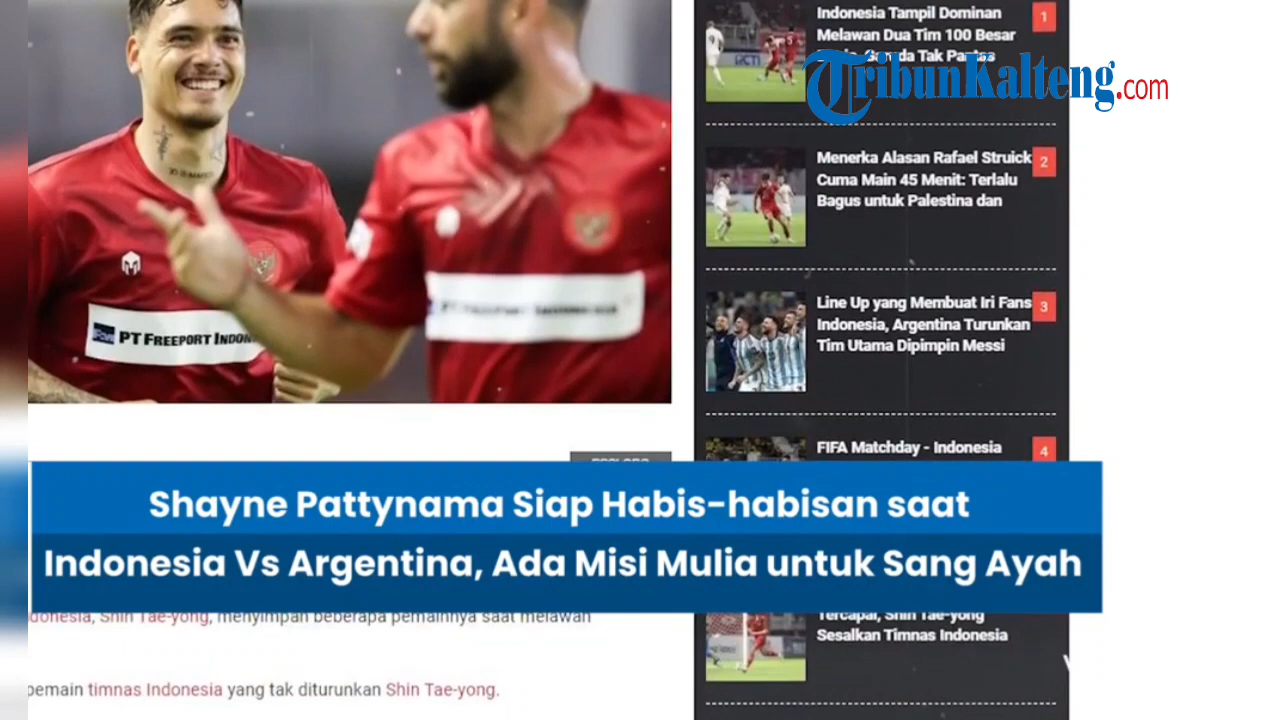 Indonesia Tampil Dominan
Melawan Dua Tim 100 Besar
Tak Pantas
1
TribunKalteng.com
Menerka Alasan Rafael Struick
Cuma Main 45 Menit: Terlalu
Bagus untuk Palestina dan
2
Line Up yang Membuat Iri Fans
Indonesia, Argentina Turunkan
Tim Utama Dipimpin Messi
3
FIFA Matchday - Indonesia
4
PT FREEPORT INDON
PT FREEPORT
Shayne Pattynama Siap Habis-habisan saat
Indonesia Vs Argentina, Ada Misi Mulia untuk Sang Ayah
donesia, Shin Tae-yong, menyimpan beberapa pemainnya saat melawan
pemain timnas Indonesia yang tak diturunkan Shin Tae-yong.
Tercapai, Shin Tae-yong
Sesalkan Timnas Indonesia